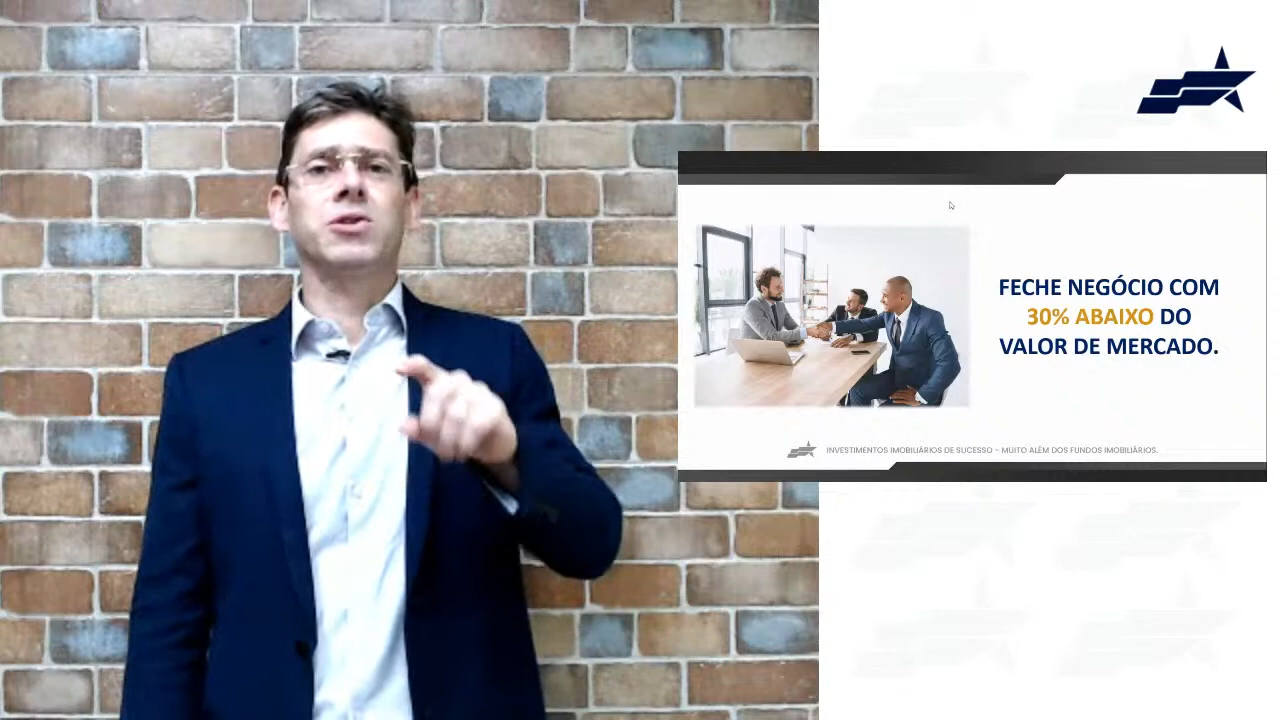 FECHE NEGÓCIO COM
30% ABAIXO DO
VALOR DE MERCADO.
INVESTIMENTOS IMOBILIÁRIOS DE SUCESSO - MUITO ALÉM DOS FUNDOS IMOBILIÁRIOS.